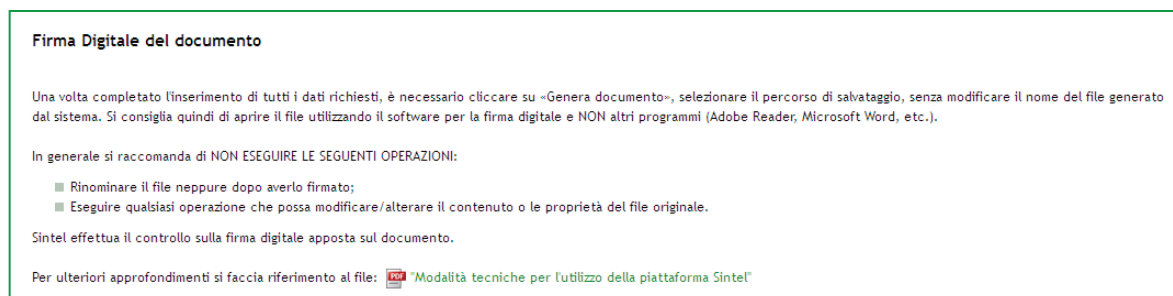 Firma Digitale del documento
Una volta completato l'inserimento di tutti i dati richiesti, è necessario cliccare su «Genera documento», selezionare il percorso di salvataggio, senza modificare il nome del file generato
dal sistema. Si consiglia quindi di aprire il file utilizzando il software per la firma digitale e NON altri programmi (Adobe Reader, Microsoft Word, etc.).
In generale si raccomanda di NON ESEGUIRE LE SEGUENTI OPERAZIONI:
Rinominare il file neppure dopo averlo firmato;
Eseguire qualsiasi operazione che possa modificare/alterare il contenuto o le proprietà del file originale.
Sintel effettua il controllo sulla firma digitale apposta sul documento.
Per ulteriori approfondimenti si faccia riferimento al file: PDF "Modalità tecniche per l'utilizzo della piattaforma Sintel"